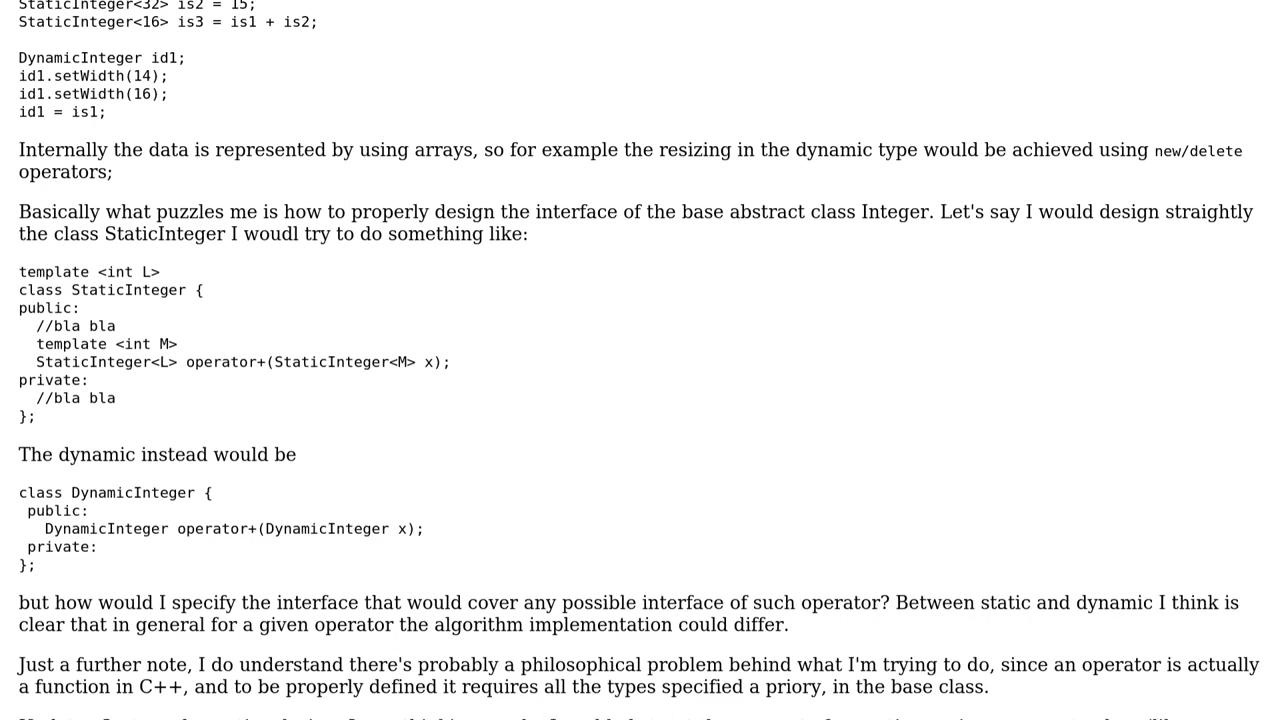 StaticInteger<32> is2 = 15;
StaticInteger<16> is3 = is1 + is2;
DynamicInteger id1;
id1.setWidth(14);
id1.setWidth(16);
id1 = is1;
Internally the data is represented by using arrays, so for example the resizing in the dynamic type would be achieved using new/delete
operators;
Basically what puzzles me is how to properly design the interface of the base abstract class Integer. Let's say I would design straightly
the class StaticInteger I woudl try to do something like:
template <int L>
class StaticInteger {
public:
  //bla bla
  template <int M>
  StaticInteger<L> operator+(StaticInteger<M> x);
private:
  //bla bla
};
The dynamic instead would be
class DynamicInteger {
 public:
   DynamicInteger operator+(DynamicInteger x);
 private:
};
but how would I specify the interface that would cover any possible interface of such operator? Between static and dynamic I think is
clear that in general for a given operator the algorithm implementation could differ.
Just a further note, I do understand there's probably a philosophical problem behind what I'm trying to do, since an operator is actually
a function in C++, and to be properly defined it requires all the types specified a priory, in the base class.